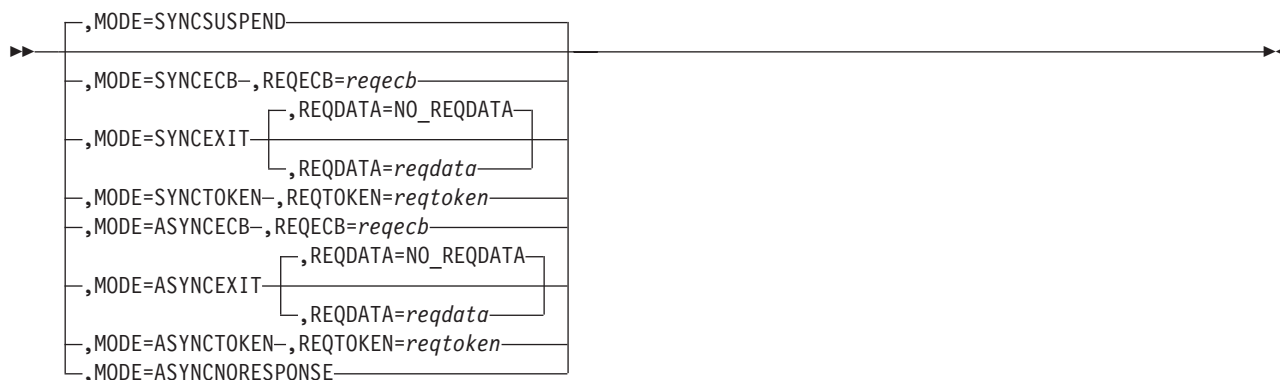 ,MODE=SYNCSUSPEND
,MODE=SYNCECB ,REQECB=reqecb
,REQDATA=NO_REQDATA
,MODE=SYNCEXIT
,REQDATA=reqdata
,MODE=SYNCTOKEN ,REQTOKEN=reqtoken
,MODE=ASYNCECB ,REQECB=reqecb
,REQDATA=NO_REQDATA
,MODE=ASYNCEXIT
,REQDATA=reqdata
,MODE=ASYNCTOKEN ,REQTOKEN=reqtoken
,MODE=ASYNCNORESPONSE